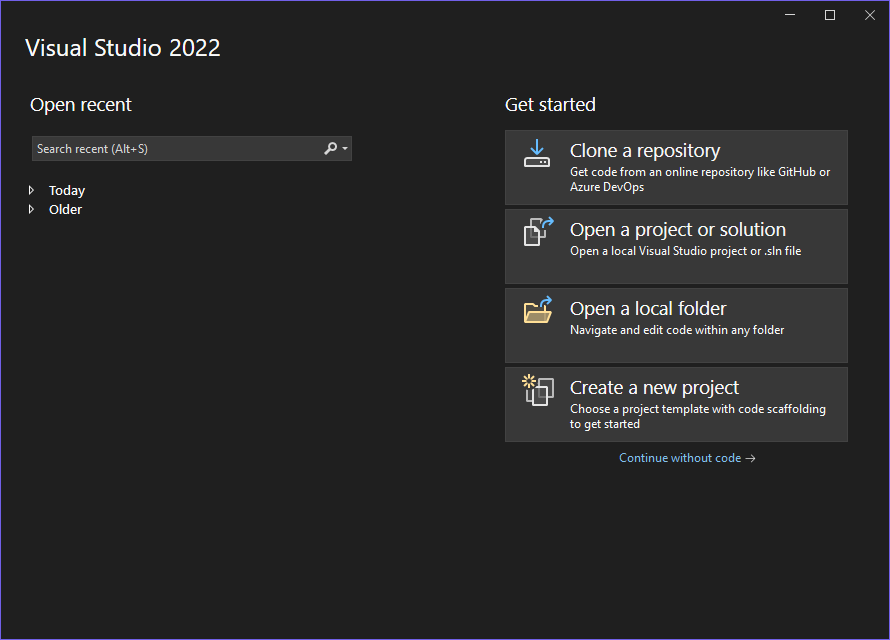 Visual Studio 2022
Open recent
Search recent (Alt+S)
Today
Older
Get started
Clone a repository
Get code from an online repository like GitHub or
Azure DevOps
Open a project or solution
Open a local Visual Studio project or .sln file
Open a local folder
Navigate and edit code within any folder
Create a new project
Choose a project template with code scaffolding
to get started
Continue without code →